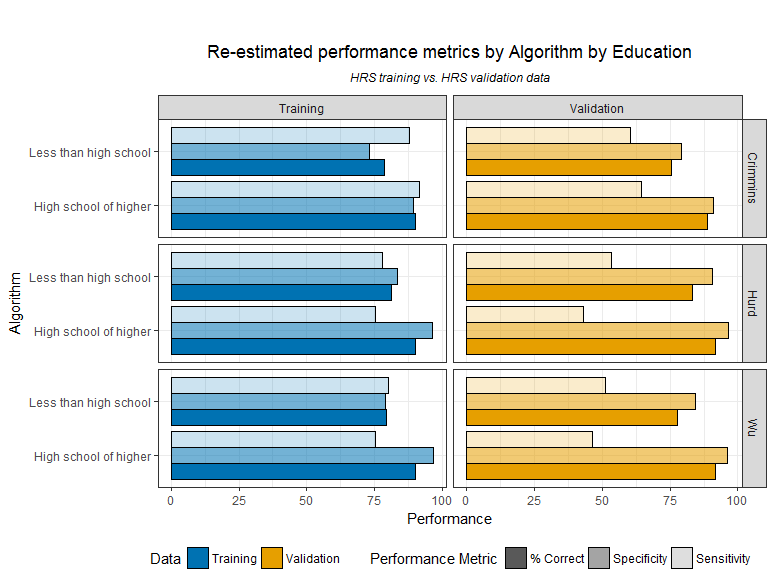 Re-estimated performance metrics by Algorithm by Education
HRS training vs. HRS validation data
Training
Validation
Less than high school
High school of higher
Crimmins
Less than high school
High school of higher
Hurd
Less than high school
High school of higher
Wu
Algorithm
0 25 50 75 100 0 25 50 75 100
Performance
Data Training Validation Performance Metric % Correct Specificity Sensitivity